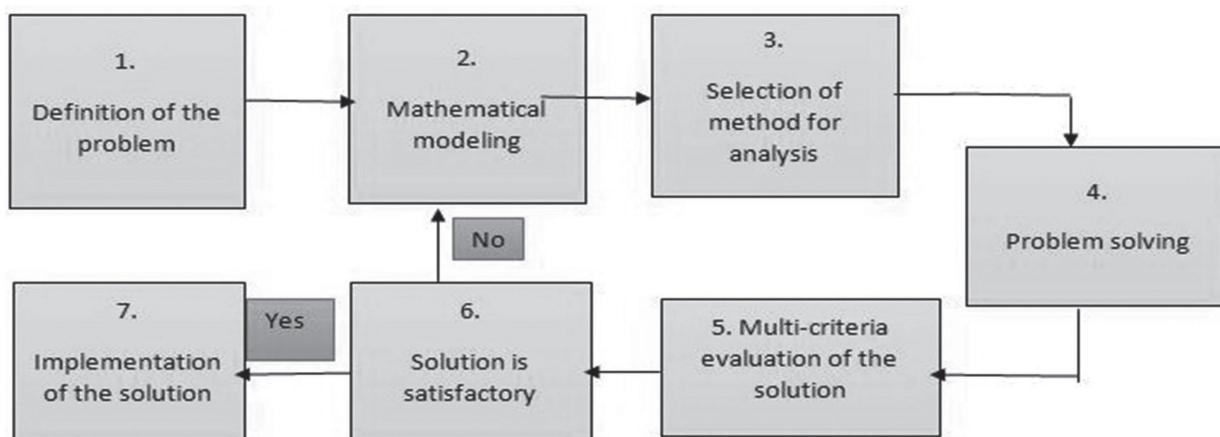 1.
Definition of the
problem
2.
Mathematical
modeling
3.
Selection of
method for
analysis
4.
Problem solving
5. Multi-criteria
evaluation of the
solution
6.
Solution is
satisfactory
No
Yes
7.
Implementation
of the solution